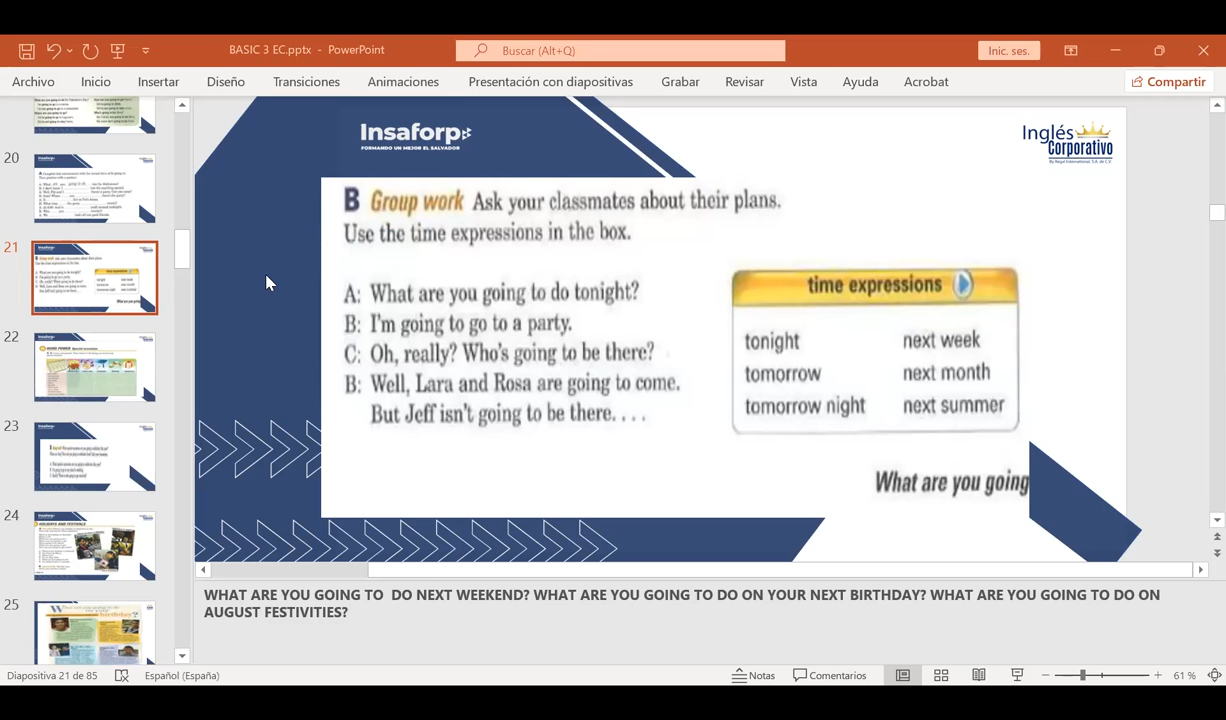 BASIC 3 EC.pptx - PowerPoint
Buscar (Alt+Q)
Inic. ses.
Archivo Inicio Insertar Diseño Transiciones Animaciones Presentación con diapositivas Grabar Revisar Vista Ayuda Acrobat Compartir
20
21
22
23
24
25
Insaforp
FORMANDO UN MEJOR EL SALVADOR
Inglés
Corporativo
By Regal International, S.A. de C.V.
B Group work Ask your classmates about their plans.
Use the time expressions in the box.
A: What are you going to do tonight?
B: I'm going to go to a party.
C: Oh, really? Who's going to be there?
B: Well, Lara and Rosa are going to come.
But Jeff isn't going to be there. . . .
time expressions
tonight next week
tomorrow next month
tomorrow night next summer
What are you going
WHAT ARE YOU GOING TO DO NEXT WEEKEND? WHAT ARE YOU GOING TO DO ON YOUR NEXT BIRTHDAY? WHAT ARE YOU GOING TO DO ON
AUGUST FESTIVITIES?
Diapositiva 21 de 85 Español (España) Notas Comentarios 61 %